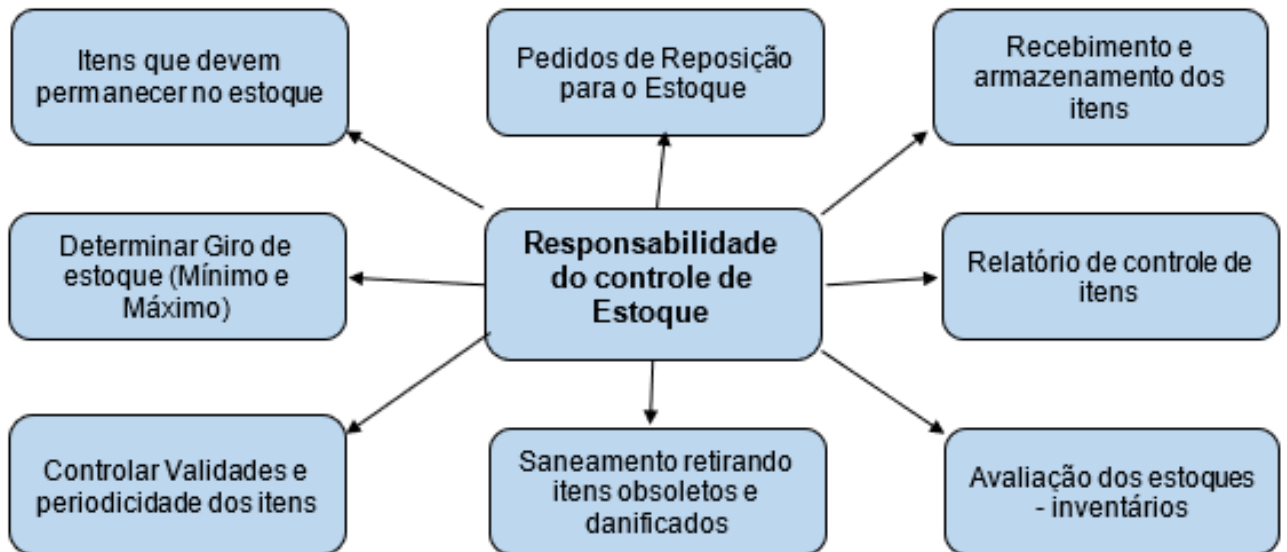 Itens que devem
permanecer no estoque
Pedidos de Reposição
para o Estoque
Recebimento e
armazenamento dos
itens
Determinar Giro de
estoque (Mínimo e
Máximo)
Responsabilidade
do controle de
Estoque
Relatório de controle de
itens
Controlar Validades e
periodicidade dos itens
Saneamento retirando
itens obsoletos e
danificados
Avaliação dos estoques
- inventários